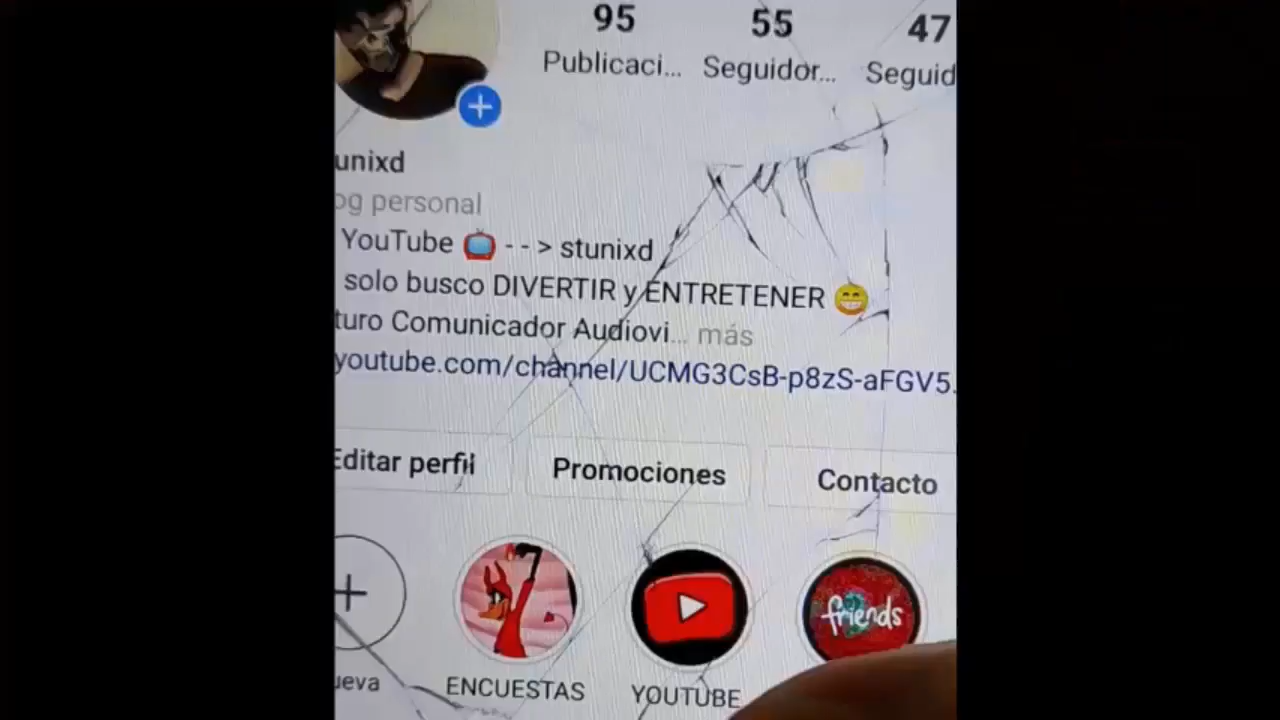 95 55 47
Publicaci... Seguidor... Seguid
unixd
og personal
YouTube --> stunixd
solo busco DIVERTIR y ENTRETENER
turo Comunicador Audiovi... más
youtube.com/channel/UCMG3CsB-p8zS-aFGV5.
Editar perfil Promociones Contacto
friends
ueva ENCUESTAS YOUTUBE